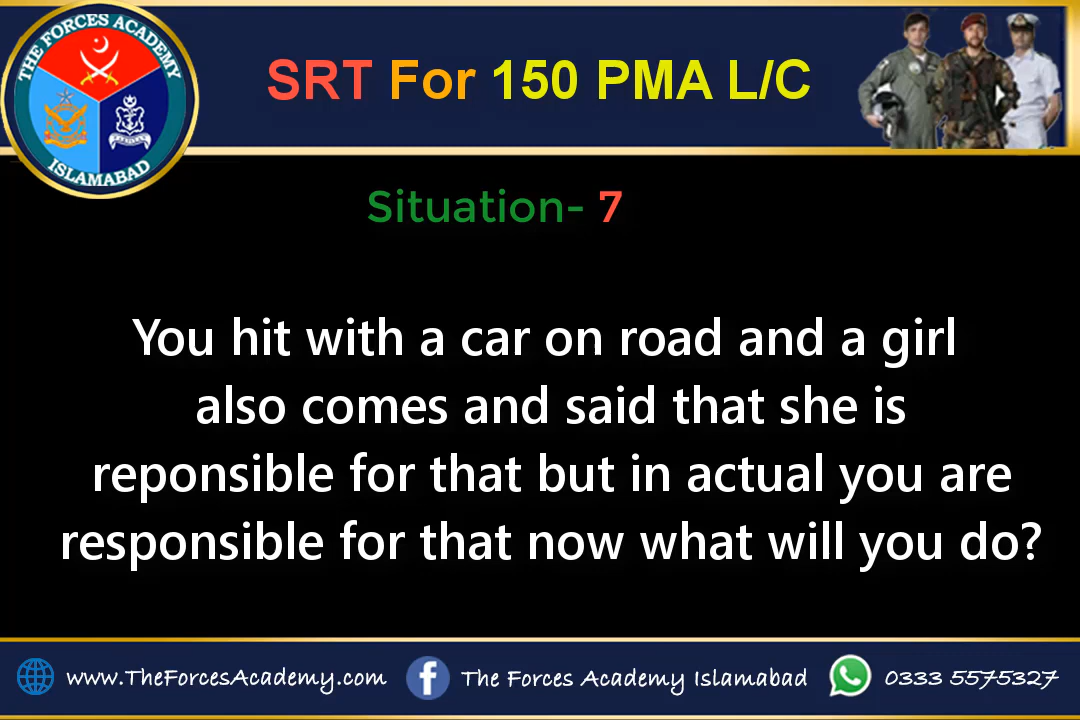 THE FORCES ACADEMY
ISLAMABAD
SRT For 150 PMA L/C
Situation- 7
You hit with a car on road and a girl
also comes and said that she is
reponsible for that but in actual you are
responsible for that now what will you do?
www.TheForcesAcademy.com
The Forces Academy Islamabad
0333 5575327